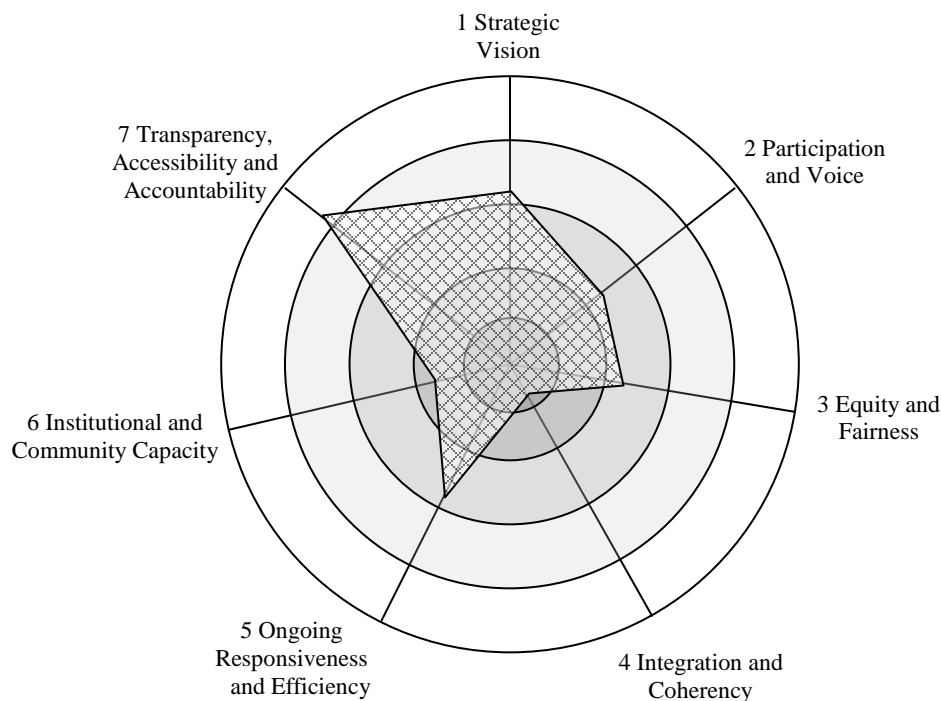 1 Strategic
Vision
2 Participation
and Voice
3 Equity and
Fairness
4 Integration and
Coherency
5 Ongoing
Responsiveness
and Efficiency
6 Institutional and
Community Capacity
7 Transparency,
Accessibility and
Accountability